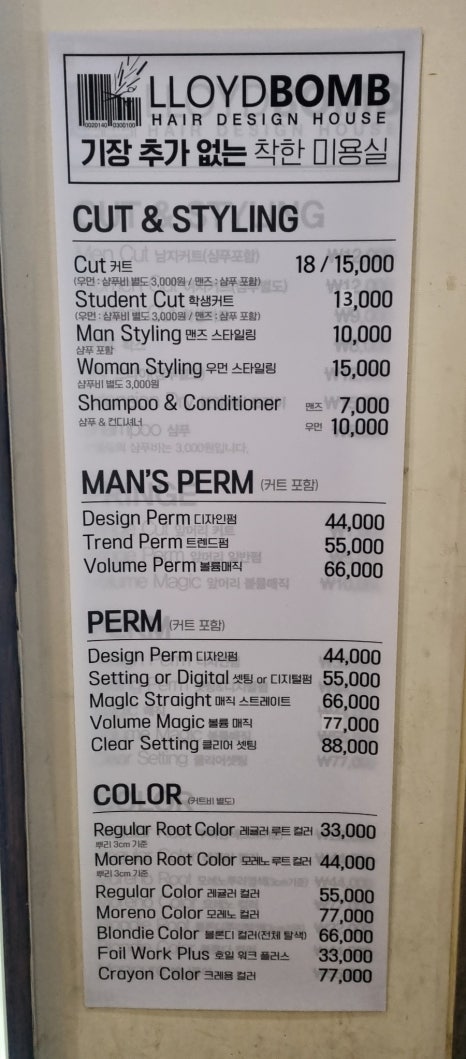 LLOYDBOMB
HAIR DESIGN HOUSE
기장 추가 없는 착한 미용실
CUT & STYLING
Cut 커트 18 / 15,000
(우먼 : 샴푸비 별도 3,000원 / 맨즈 : 샴푸 포함)
Student Cut 학생커트 13,000
(우먼 : 샴푸비 별도 3,000원 / 맨즈 : 샴푸 포함)
Man Styling 맨즈 스타일링 10,000
샴푸 포함
Woman Styling 우먼 스타일링 15,000
샴푸비 별도 3,000원
Shampoo & Conditioner 맨즈 7,000
샴푸 & 컨디셔너 우먼 10,000
MAN'S PERM (커트 포함)
Design Perm 디자인펌 44,000
Trend Perm 트렌드펌 55,000
Volume Perm 볼륨매직 66,000
PERM (커트 포함)
Design Perm 디자인펌 44,000
Setting or Digital 셋팅 or 디지털펌 55,000
Magic Straight 매직 스트레이트 66,000
Volume Magic 볼륨 매직 77,000
Clear Setting 클리어 셋팅 88,000
COLOR (커트비 별도)
Regular Root Color 레귤러 루트 컬러 33,000
뿌리 3cm 기준
Moreno Root Color 모레노 루트 컬러 44,000
뿌리 3cm 기준
Regular Color 레귤러 컬러 55,000
Moreno Color 모레노 컬러 77,000
Blondie Color 블론디 컬러(전체 탈색) 66,000
Foil Work Plus 호일 워크 플러스 33,000
Crayon Color 크레용 컬러 77,000